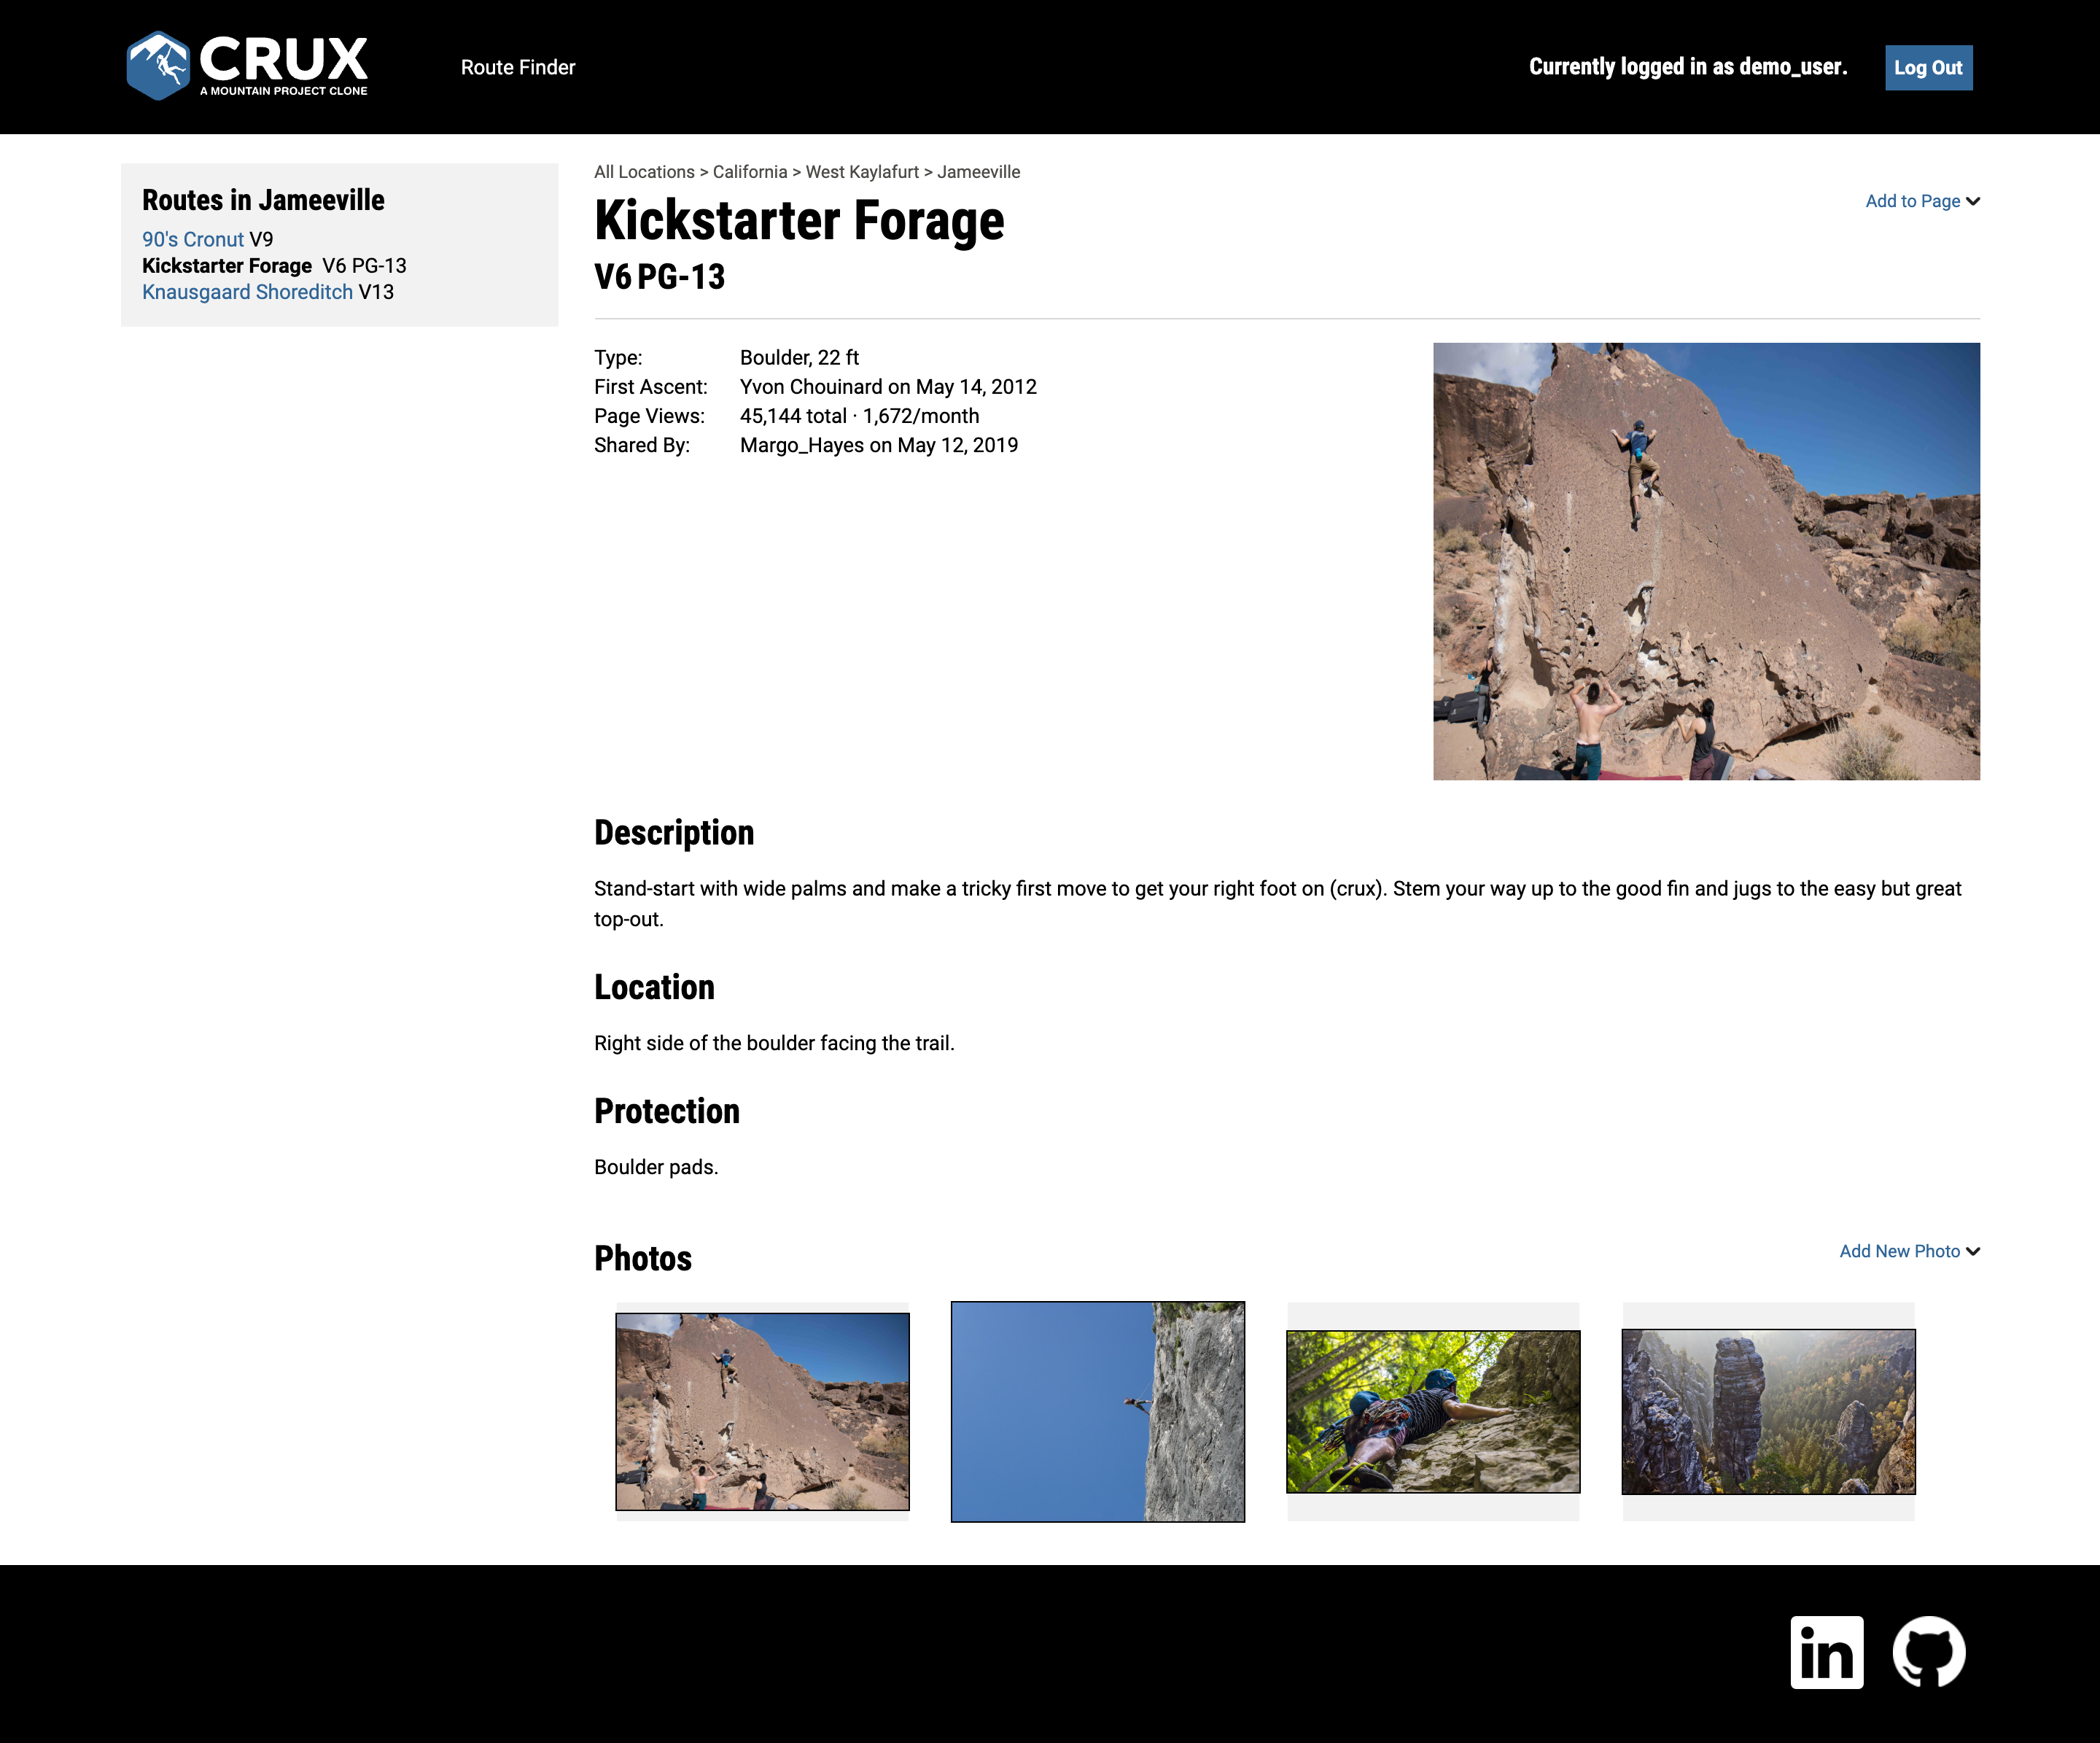 CRUX
A MOUNTAIN PROJECT CLONE
Route Finder
Currently logged in as demo_user.
Log Out
Routes in Jameeville
90's Cronut V9
Kickstarter Forage V6 PG-13
Knausgaard Shoreditch V13
All Locations > California > West Kaylafurt > Jameeville
Kickstarter Forage
Add to Page
V6 PG-13
Type: Boulder, 22 ft
First Ascent: Yvon Chouinard on May 14, 2012
Page Views: 45,144 total · 1,672/month
Shared By: Margo_Hayes on May 12, 2019
Description
Stand-start with wide palms and make a tricky first move to get your right foot on (crux). Stem your way up to the good fin and jugs to the easy but great
top-out.
Location
Right side of the boulder facing the trail.
Protection
Boulder pads.
Photos
Add New Photo
in